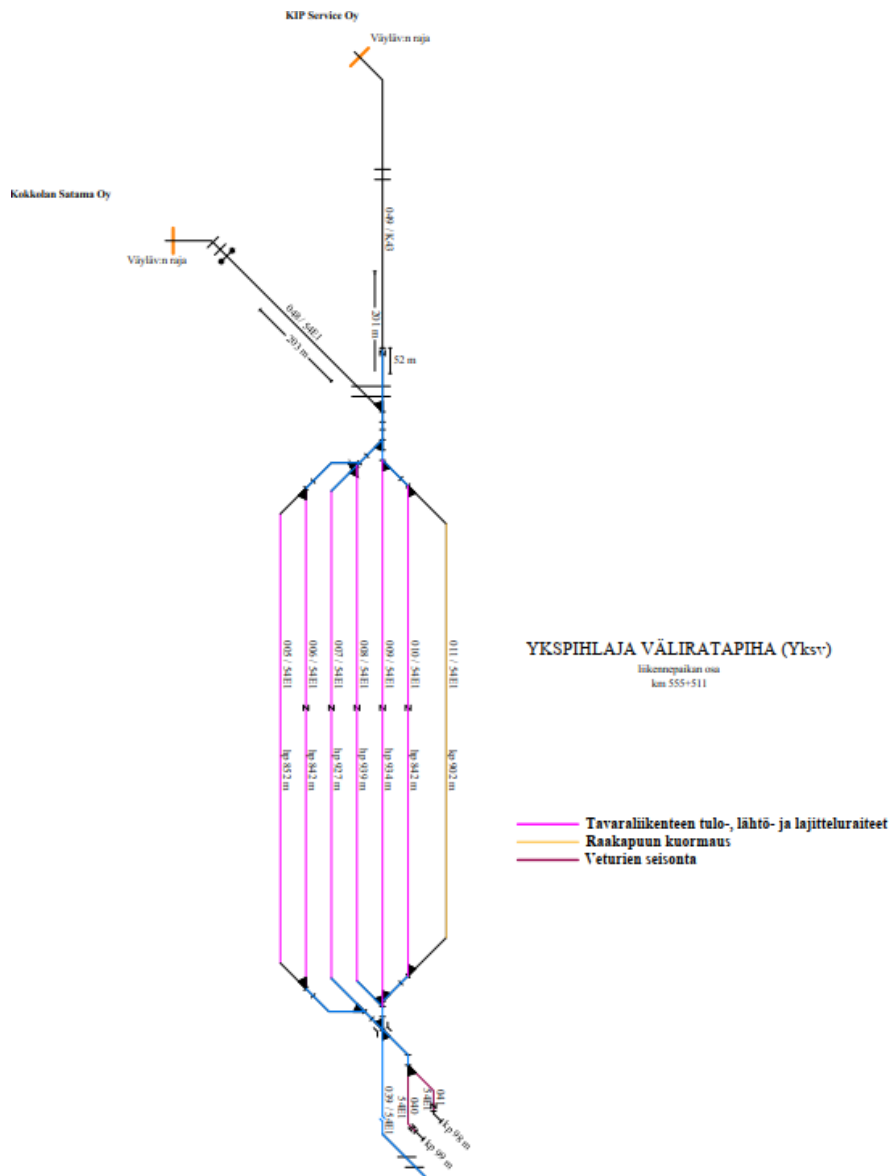 KIP Service Oy
Väyläv:n raja
Kokkolan Satama Oy
Väyläv:n raja
049 / K43
048 / 54E1
203 m
201 m
52 m
005 / 54E1
006 / 54E1
007 / 54E1
008 / 54E1
009 / 54E1
010 / 54E1
011 / 54E1
hp 852 m
hp 842 m
hp 927 m
hp 939 m
hp 934 m
hp 842 m
kp 902 m
YKSPIHLAJA VÄLIRATAPIHA (Yksv)
liikennepaikan osa
km 555+511
Tavaraliikenteen tulo-, lähtö- ja lajitteluraiteet
Raakapuun kuormaus
Veturien seisonta
039 / 54E1
040
54E1
041
54E1
kp 99 m
kp 98 m